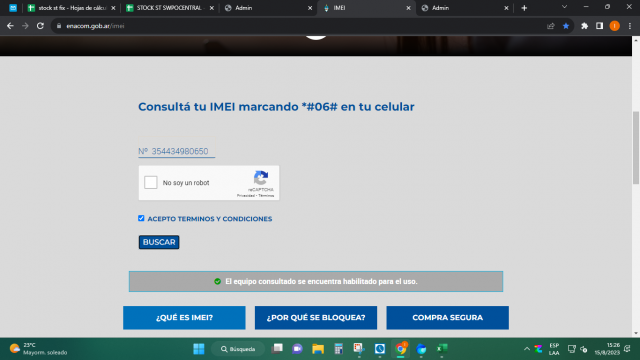 stock st fix - Hojas de cálcu
STOCK ST SWPOCENTRAL -
Admin
IMEI
Admin
enacom.gob.ar/imei
Consultá tu IMEI marcando *#06# en tu celular
Nº 354434980650
No soy un robot
reCAPTCHA
Privacidad - Términos
ACEPTO TERMINOS Y CONDICIONES
BUSCAR
El equipo consultado se encuentra habilitado para el uso.
¿QUÉ ES IMEI?
¿POR QUÉ SE BLOQUEA?
COMPRA SEGURA
23°C
Mayorm. soleado
Búsqueda
ESP
LAA
15:26
15/8/2023